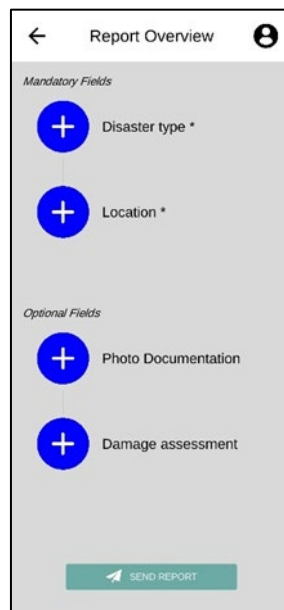 Report Overview
Mandatory Fields
Disaster type *
Location *
Optional Fields
Photo Documentation
Damage assessment
SEND REPORT